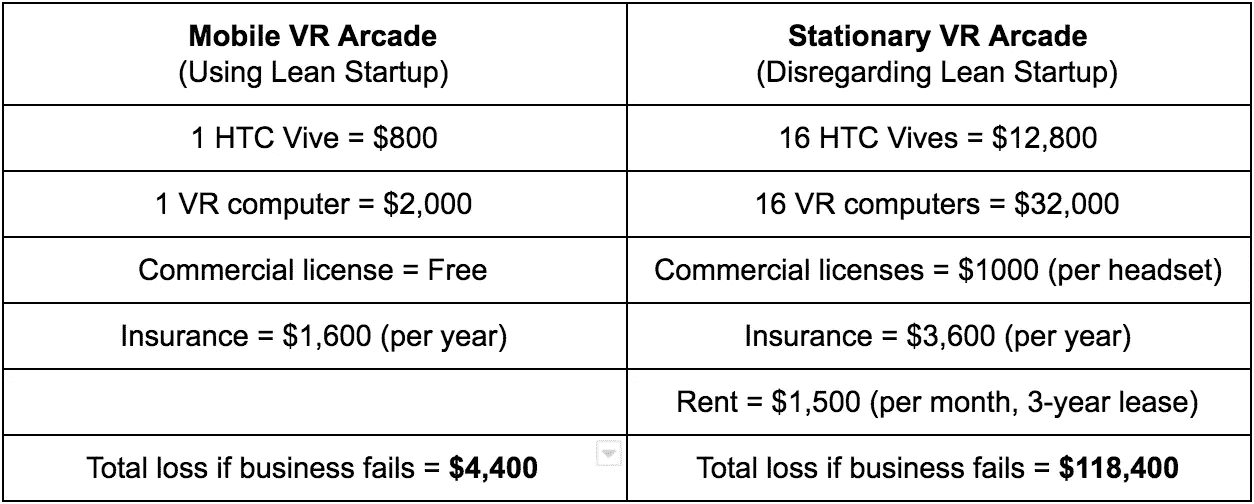 Mobile VR Arcade
(Using Lean Startup)
Stationary VR Arcade
(Disregarding Lean Startup)
1 HTC Vive = $800
16 HTC Vives = $12,800
1 VR computer = $2,000
16 VR computers = $32,000
Commercial license = Free
Commercial licenses = $1000 (per headset)
Insurance = $1,600 (per year)
Insurance = $3,600 (per year)
Rent = $1,500 (per month, 3-year lease)
Total loss if business fails = $4,400
Total loss if business fails = $118,400